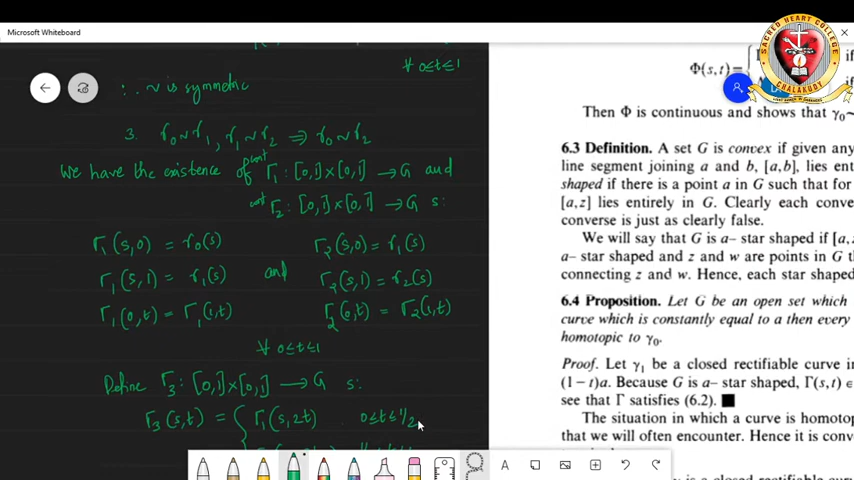 Microsoft Whiteboard
∀ 0≤t≤1
∴ ~ is symmetric
3. γ0~γ1, γ1~γ2 ⇒ γ0~γ2
We have the existence of cont Γ1 : [0,1]×[0,1] → G and
cont Γ2 : [0,1]×[0,1] → G s:
Γ1(s,0) = γ0(s) Γ2(s,0) = γ1(s)
Γ1(s,1) = γ1(s) and Γ2(s,1) = γ2(s)
Γ1(0,t) = Γ1(1,t) Γ2(0,t) = Γ2(1,t)
∀ 0≤t≤1
Define Γ3 : [0,1]×[0,1] → G s:
Γ3(s,t) = { Γ1(s,2t) 0≤t≤1/2
SACRED HEART COLLEGE
CHALAKUDY
Φ(s,t)= if
Then Φ is continuous and shows that γ0~
6.3 Definition. A set G is convex if given any
line segment joining a and b, [a,b], lies enti
shaped if there is a point a in G such that for
[a,z] lies entirely in G. Clearly each conve
converse is just as clearly false.
We will say that G is a– star shaped if [a,
a– star shaped and z and w are points in G t
connecting z and w. Hence, each star shaped
6.4 Proposition. Let G be an open set which
curve which is constantly equal to a then every
homotopic to γ0.
Proof. Let γ1 be a closed rectifiable curve in
(1−t)a. Because G is a– star shaped, Γ(s,t) ∈
see that Γ satisfies (6.2). ■
The situation in which a curve is homotop
that we will often encounter. Hence it is conv